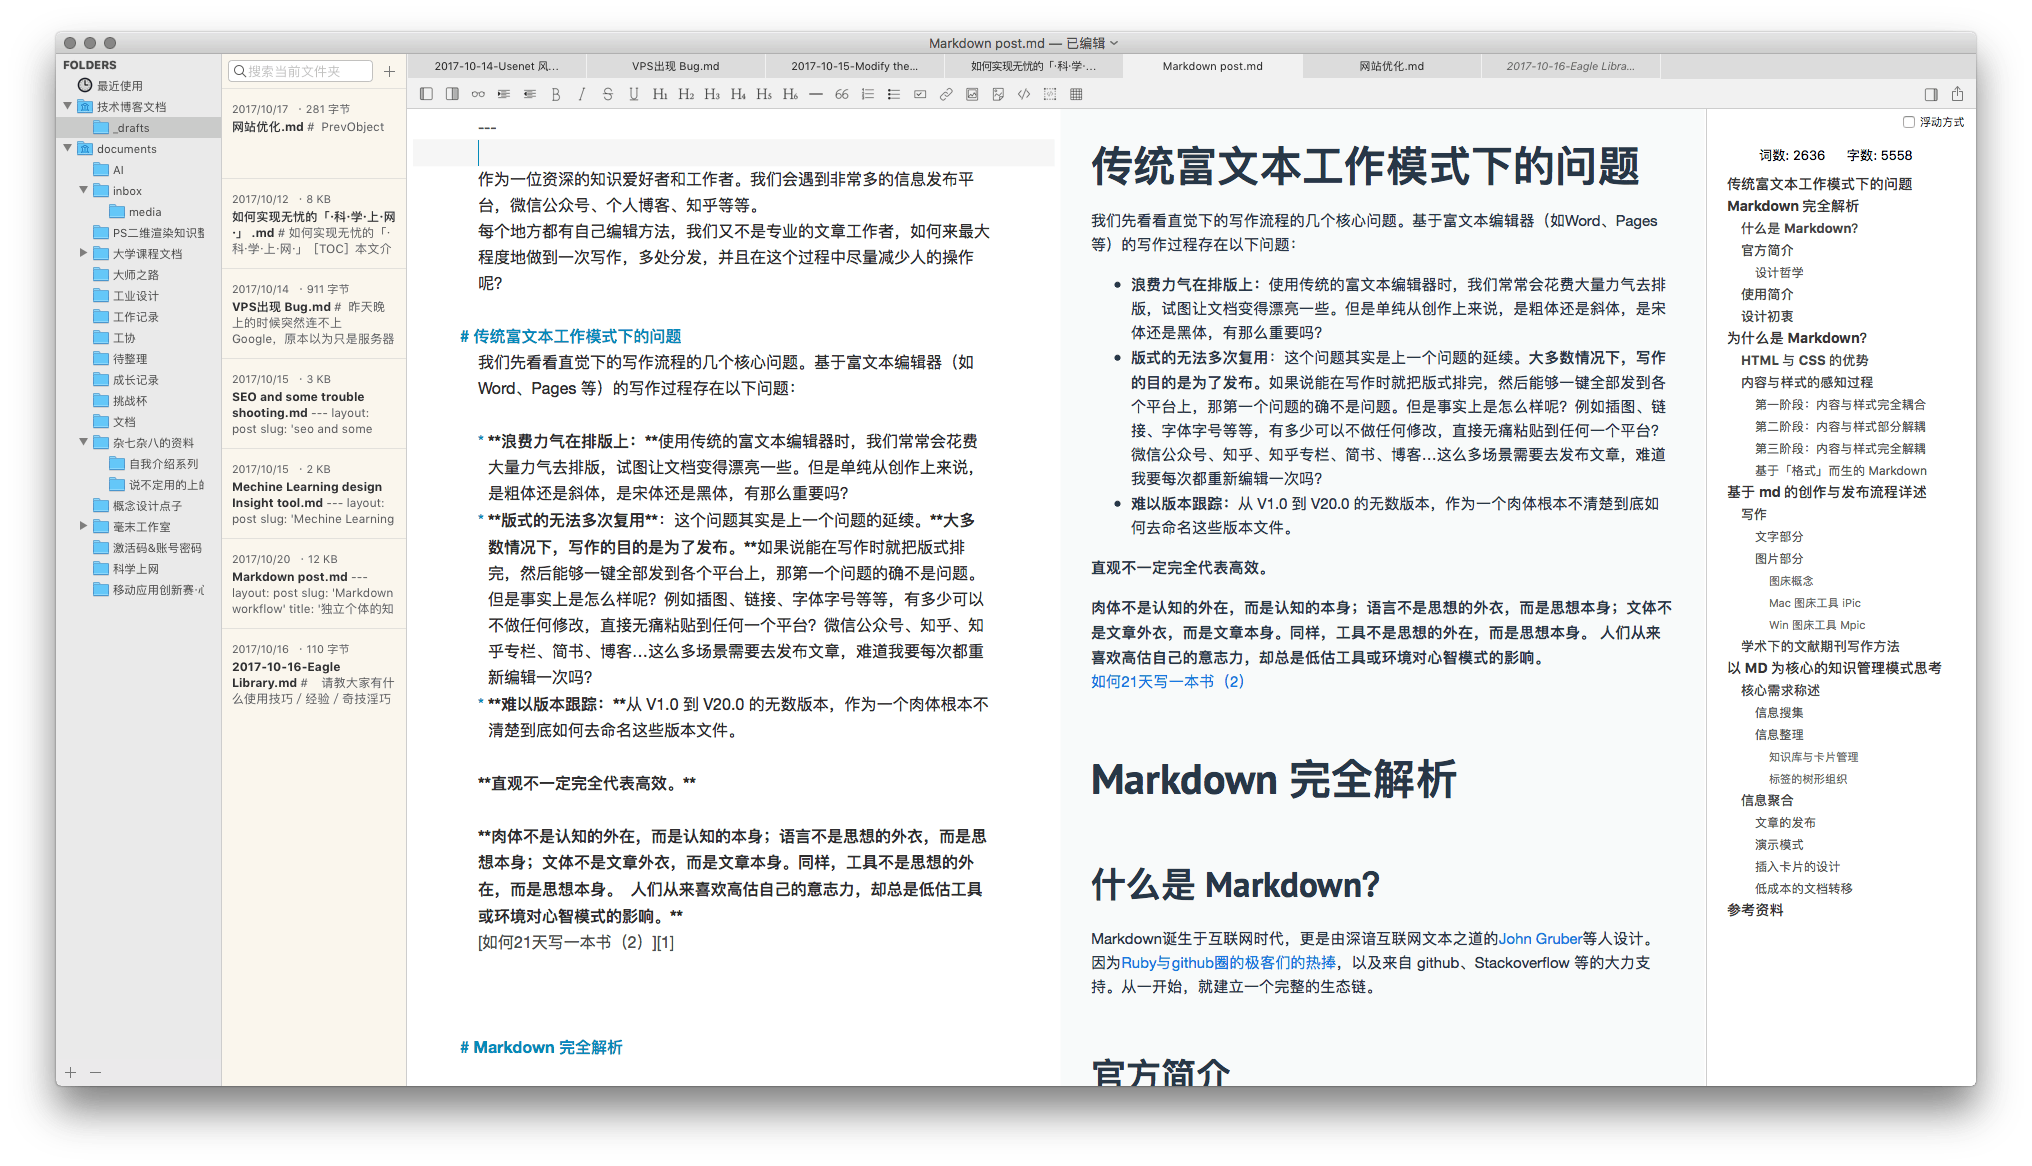 Markdown post.md — 已编辑
FOLDERS
最近使用
技术博客文档
_drafts
documents
AI
inbox
media
PS二维渲染知识整
大学课程文档
大师之路
工业设计
工作记录
工协
待整理
成长记录
挑战杯
文档
杂七杂八的资料
自我介绍系列
说不定用的上的
概念设计点子
毫末工作室
激活码&账号密码
科学上网
移动应用创新赛·心
搜索当前文件夹
2017/10/17 · 281 字节
网站优化.md # PrevObject
2017/10/12 · 8 KB
如何实现无忧的「·科·学·上·网
·」 .md # 如何实现无忧的「·
科·学·上·网·」 [TOC] 本文介
2017/10/14 · 911 字节
VPS出现 Bug.md # 昨天晚
上的时候突然连不上
Google，原本以为只是服务器
2017/10/15 · 3 KB
SEO and some trouble
shooting.md --- layout:
post slug: 'seo and some
2017/10/15 · 2 KB
Mechine Learning design
Insight tool.md --- layout:
post slug: 'Mechine Learning
2017/10/20 · 12 KB
Markdown post.md ---
layout: post slug: 'Markdown
workflow' title: '独立个体的知
2017/10/16 · 110 字节
2017-10-16-Eagle
Library.md # 请教大家有什
么使用技巧 / 经验 / 奇技淫巧
2017-10-14-Usenet 风...
VPS出现 Bug.md
2017-10-15-Modify the...
如何实现无忧的「·科·学·...
Markdown post.md
网站优化.md
2017-10-16-Eagle Libra...
B I S U H1 H2 H3 H4 H5 H6 — 66
---
作为一位资深的知识爱好者和工作者。我们会遇到非常多的信息发布平
台，微信公众号、个人博客、知乎等等。
每个地方都有自己编辑方法，我们又不是专业的文章工作者，如何来最大
程度地做到一次写作，多处分发，并且在这个过程中尽量减少人的操作
呢？
# 传统富文本工作模式下的问题
我们先看看直觉下的写作流程的几个核心问题。基于富文本编辑器（如
Word、Pages 等）的写作过程存在以下问题：
* **浪费力气在排版上：**使用传统的富文本编辑器时，我们常常会花费
大量力气去排版，试图让文档变得漂亮一些。但是单纯从创作上来说，
是粗体还是斜体，是宋体还是黑体，有那么重要吗？
* **版式的无法多次复用**：这个问题其实是上一个问题的延续。**大多
数情况下，写作的目的是为了发布。**如果说能在写作时就把版式排
完，然后能够一键全部发到各个平台上，那第一个问题的确不是问题。
但是事实上是怎么样呢？例如插图、链接、字体字号等等，有多少可以
不做任何修改，直接无痛粘贴到任何一个平台？微信公众号、知乎、知
乎专栏、简书、博客...这么多场景需要去发布文章，难道我要每次都重
新编辑一次吗？
* **难以版本跟踪：**从 V1.0 到 V20.0 的无数版本，作为一个肉体根本不
清楚到底如何去命名这些版本文件。
**直观不一定完全代表高效。**
**肉体不是认知的外在，而是认知的本身；语言不是思想的外衣，而是思
想本身；文体不是文章外衣，而是文章本身。同样，工具不是思想的外
在，而是思想本身。 人们从来喜欢高估自己的意志力，却总是低估工具
或环境对心智模式的影响。**
[如何21天写一本书（2）][1]
# Markdown 完全解析
传统富文本工作模式下的问题
我们先看看直觉下的写作流程的几个核心问题。基于富文本编辑器（如Word、Pages
等）的写作过程存在以下问题：
• 浪费力气在排版上：使用传统的富文本编辑器时，我们常常会花费大量力气去排
版，试图让文档变得漂亮一些。但是单纯从创作上来说，是粗体还是斜体，是宋
体还是黑体，有那么重要吗？
• 版式的无法多次复用：这个问题其实是上一个问题的延续。大多数情况下，写作
的目的是为了发布。如果说能在写作时就把版式排完，然后能够一键全部发到各
个平台上，那第一个问题的确不是问题。但是事实上是怎么样呢？例如插图、链
接、字体字号等等，有多少可以不做任何修改，直接无痛粘贴到任何一个平台？
微信公众号、知乎、知乎专栏、简书、博客...这么多场景需要去发布文章，难道
我要每次都重新编辑一次吗？
• 难以版本跟踪：从 V1.0 到 V20.0 的无数版本，作为一个肉体根本不清楚到底如
何去命名这些版本文件。
直观不一定完全代表高效。
肉体不是认知的外在，而是认知的本身；语言不是思想的外衣，而是思想本身；文体不
是文章外衣，而是文章本身。同样，工具不是思想的外在，而是思想本身。 人们从来
喜欢高估自己的意志力，却总是低估工具或环境对心智模式的影响。
如何21天写一本书（2）
Markdown 完全解析
什么是 Markdown?
Markdown诞生于互联网时代，更是由深谙互联网文本之道的John Gruber等人设计。
因为Ruby与github圈的极客们的热捧，以及来自 github、Stackoverflow 等的大力支
持。从一开始，就建立一个完整的生态链。
官方简介
浮动方式
词数: 2636 字数: 5558
传统富文本工作模式下的问题
Markdown 完全解析
什么是 Markdown?
官方简介
设计哲学
使用简介
设计初衷
为什么是 Markdown?
HTML 与 CSS 的优势
内容与样式的感知过程
第一阶段：内容与样式完全耦合
第二阶段：内容与样式部分解耦
第三阶段：内容与样式完全解耦
基于「格式」而生的 Markdown
基于 md 的创作与发布流程详述
写作
文字部分
图片部分
图床概念
Mac 图床工具 iPic
Win 图床工具 Mpic
学术下的文献期刊写作方法
以 MD 为核心的知识管理模式思考
核心需求称述
信息搜集
信息整理
知识库与卡片管理
标签的树形组织
信息聚合
文章的发布
演示模式
插入卡片的设计
低成本的文档转移
参考资料